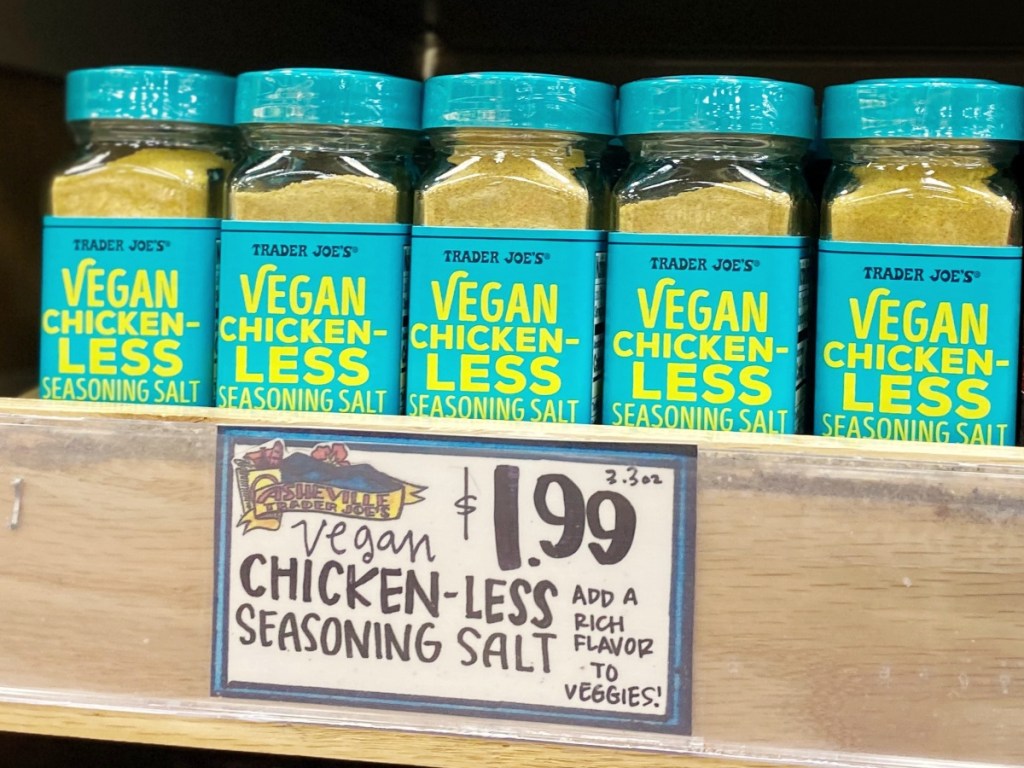 TRADER JOE'S®
VEGAN
CHICKEN-
LESS
SEASONING SALT
TRADER JOE'S®
VEGAN
CHICKEN-
LESS
SEASONING SALT
TRADER JOE'S®
VEGAN
CHICKEN-
LESS
SEASONING SALT
TRADER JOE'S®
VEGAN
CHICKEN-
LESS
SEASONING SALT
TRADER JOE'S®
VEGAN
CHICKEN-
LESS
SEASONING SALT
ASHEVILLE
TRADER JOE'S
$1.99
3.3oz
vegan
CHICKEN-LESS
SEASONING SALT
ADD A
RICH
FLAVOR
TO
VEGGIES!